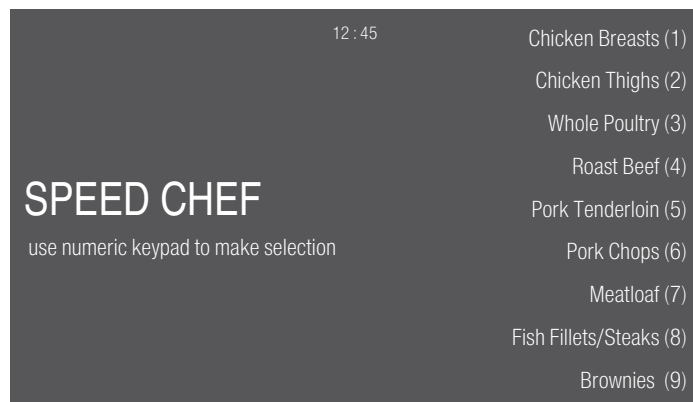 12 : 45
Chicken Breasts (1)
Chicken Thighs (2)
Whole Poultry (3)
Roast Beef (4)
SPEED CHEF
Pork Tenderloin (5)
use numeric keypad to make selection
Pork Chops (6)
Meatloaf (7)
Fish Fillets/Steaks (8)
Brownies (9)